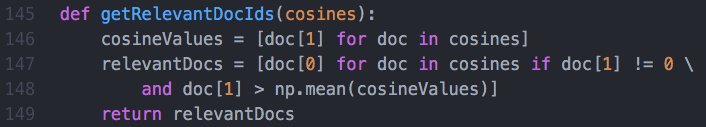 145 def getRelevantDocIds(cosines):
146     cosineValues = [doc[1] for doc in cosines]
147     relevantDocs = [doc[0] for doc in cosines if doc[1] != 0 \
148         and doc[1] > np.mean(cosineValues)]
149     return relevantDocs